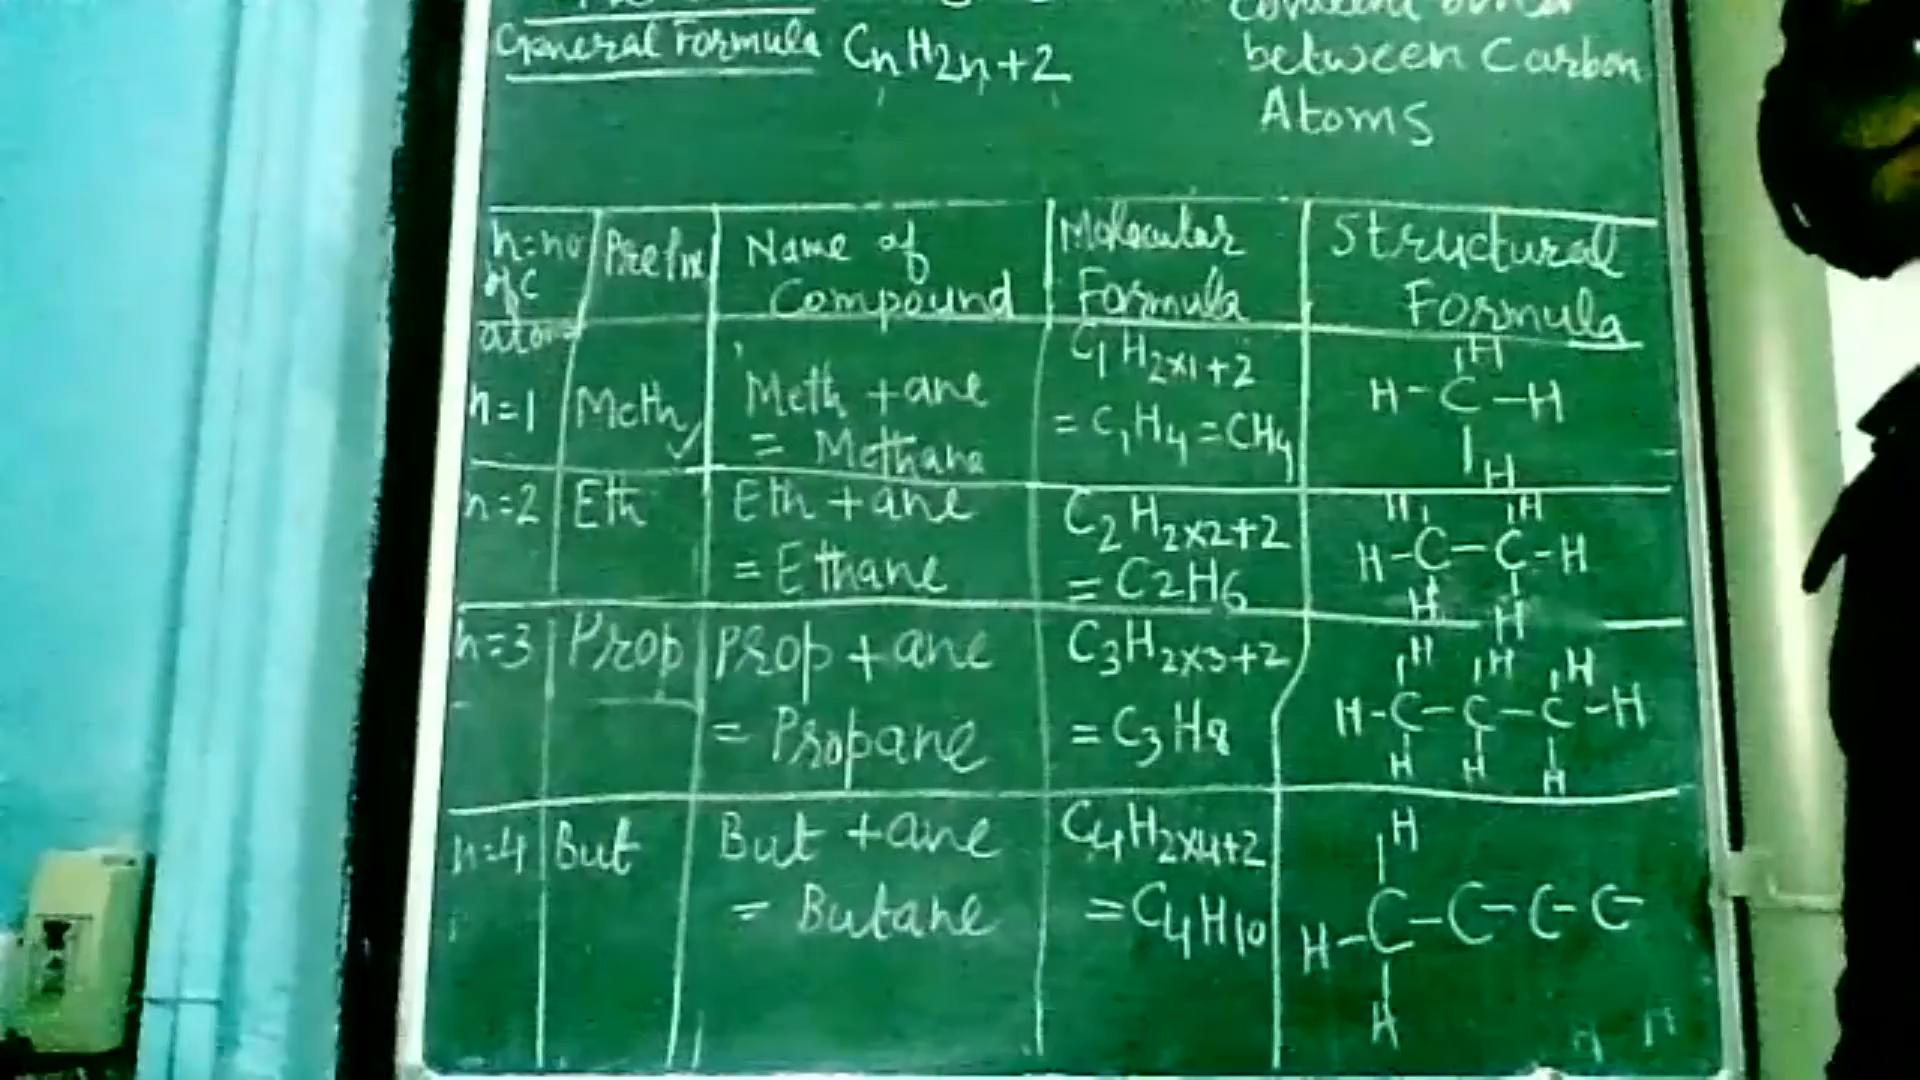 General Formula CnH2n+2
between Carbon
Atoms
n=no of C atoms
Prefix
Name of Compound
Molecular Formula
Structural Formula
n=1
Meth
Meth + ane
= Methane
C1H2x1+2
= C1H4 = CH4
H
H-C-H
H
n=2
Eth
Eth + ane
= Ethane
C2H2x2+2
= C2H6
H H
H-C-C-H
H H
n=3
Prop
Prop + ane
= Propane
C3H2x3+2
= C3H8
H H H
H-C-C-C-H
H H H
n=4
But
But + ane
= Butane
C4H2x4+2
= C4H10
H
H-C-C-C-C-
H